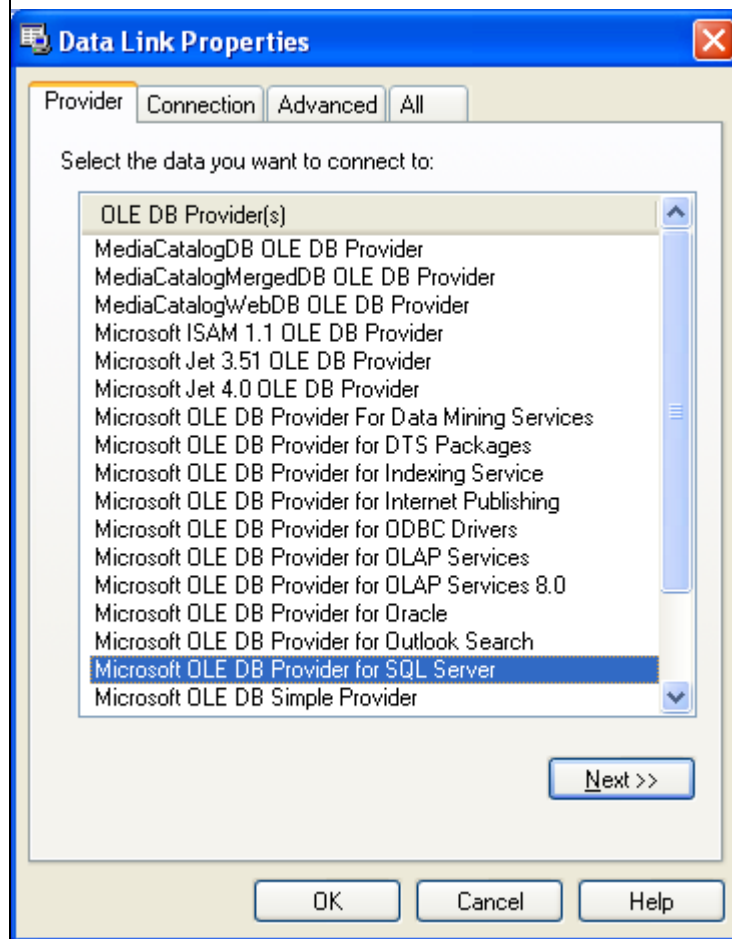 Data Link Properties
Provider Connection Advanced All
Select the data you want to connect to:
OLE DB Provider(s)
MediaCatalogDB OLE DB Provider
MediaCatalogMergedDB OLE DB Provider
MediaCatalogWebDB OLE DB Provider
Microsoft ISAM 1.1 OLE DB Provider
Microsoft Jet 3.51 OLE DB Provider
Microsoft Jet 4.0 OLE DB Provider
Microsoft OLE DB Provider For Data Mining Services
Microsoft OLE DB Provider for DTS Packages
Microsoft OLE DB Provider for Indexing Service
Microsoft OLE DB Provider for Internet Publishing
Microsoft OLE DB Provider for ODBC Drivers
Microsoft OLE DB Provider for OLAP Services
Microsoft OLE DB Provider for OLAP Services 8.0
Microsoft OLE DB Provider for Oracle
Microsoft OLE DB Provider for Outlook Search
Microsoft OLE DB Provider for SQL Server
Microsoft OLE DB Simple Provider
Next >>
OK Cancel Help